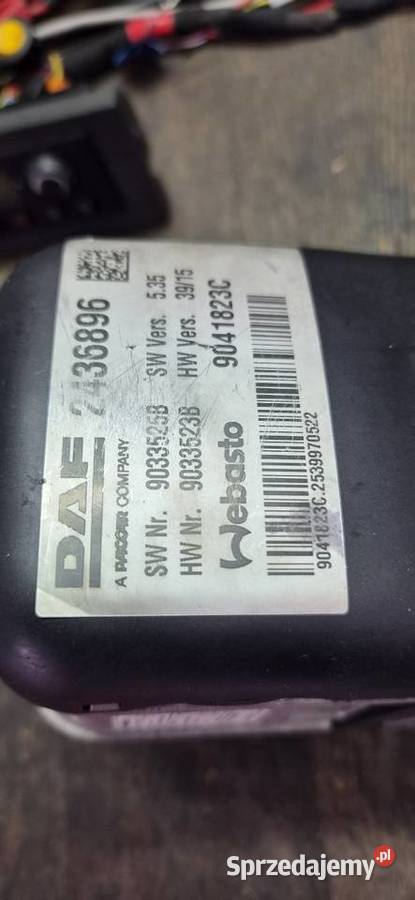 DAF 2436896
A PACCAR COMPANY
SW Nr. 9033525B SW Vers. 5.35
HW Nr. 9033523B HW Vers. 39/15
Webasto 9041823C
9041823C.2539970522
Sprzedajemy.pl